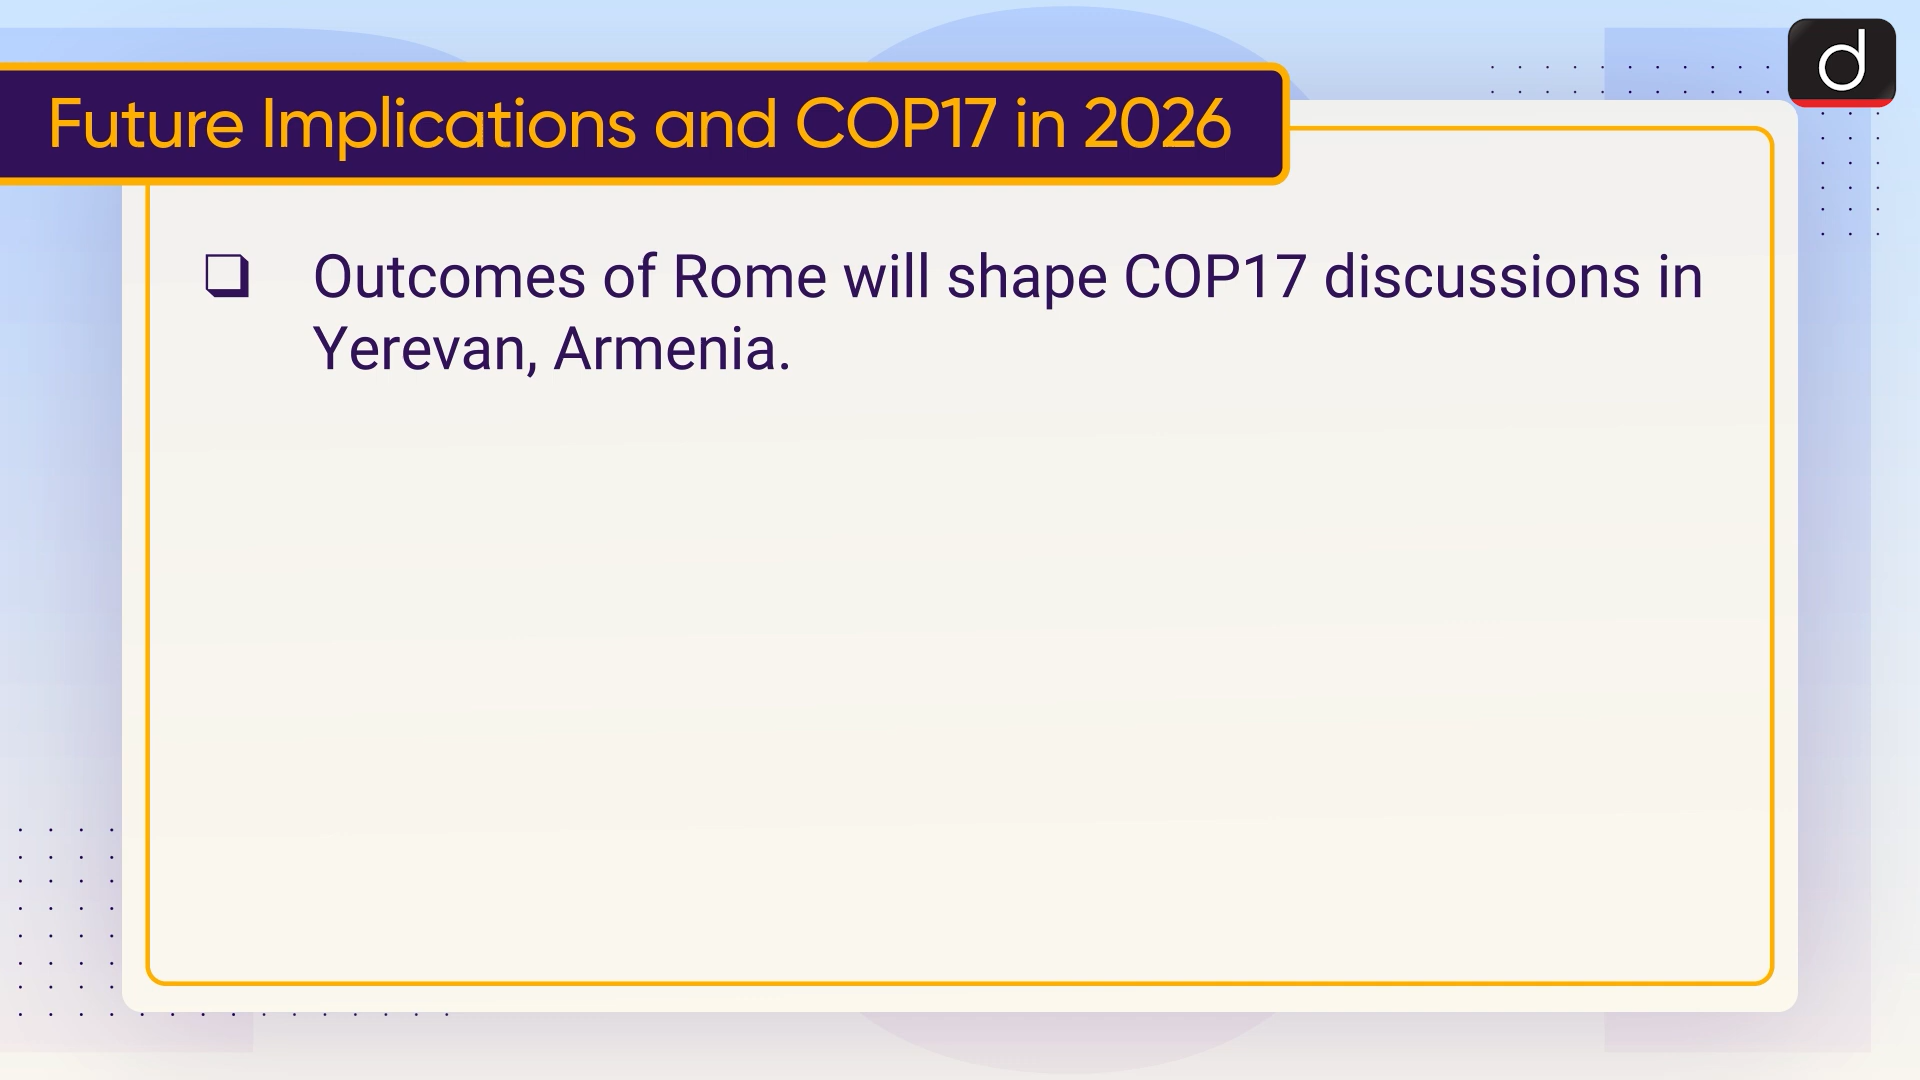 Future Implications and COP17 in 2026
d
❑ Outcomes of Rome will shape COP17 discussions in
Yerevan, Armenia.